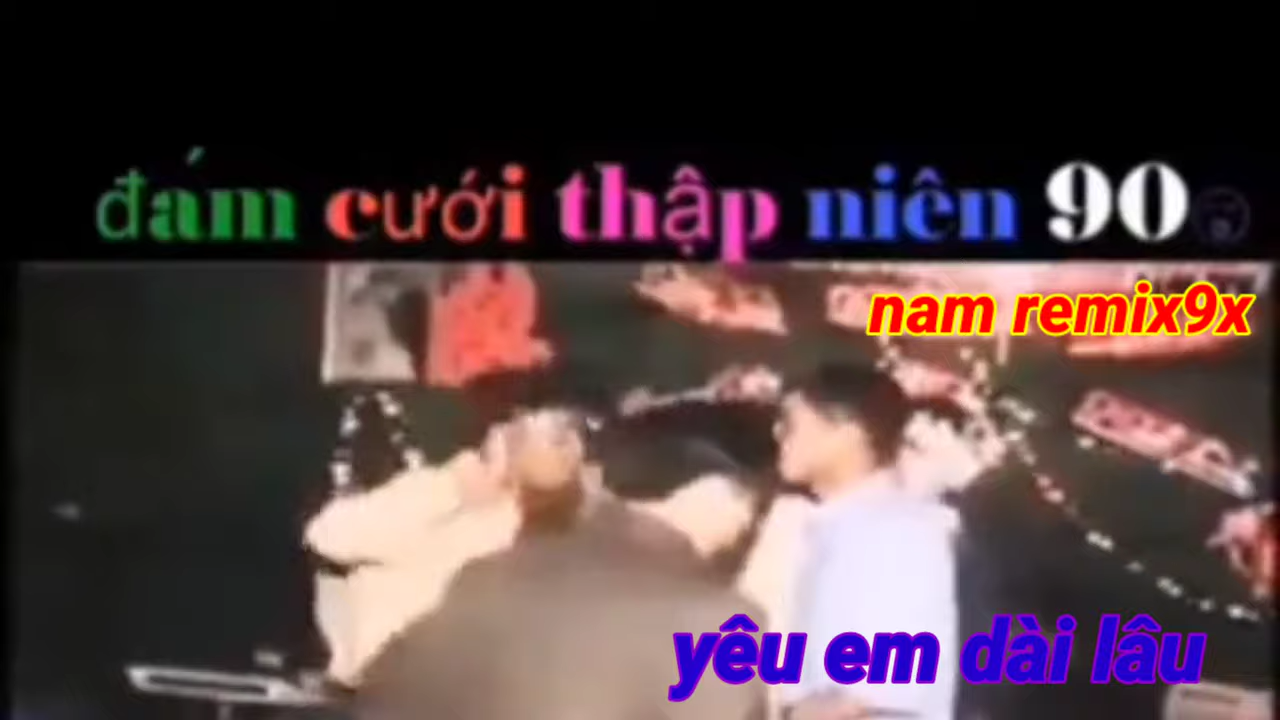 đám cưới thập niên 90
nam remix9x
yêu em dài lâu